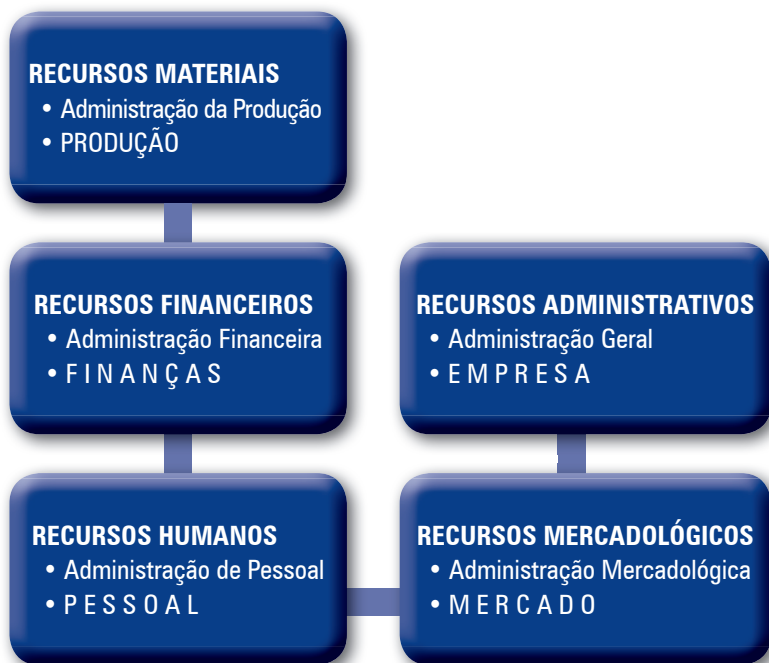 RECURSOS MATERIAIS
• Administração da Produção
• PRODUÇÃO
RECURSOS FINANCEIROS
• Administração Financeira
• F I N A N Ç A S
RECURSOS HUMANOS
• Administração de Pessoal
• P E S S O A L
RECURSOS MERCADOLÓGICOS
• Administração Mercadológica
• M E R C A D O
RECURSOS ADMINISTRATIVOS
• Administração Geral
• E M P R E S A